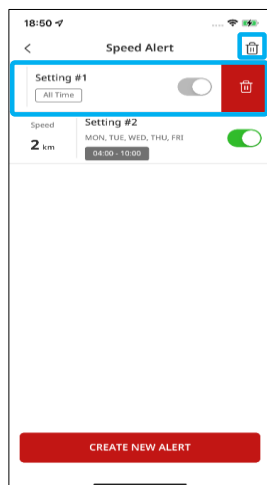 18:50
Speed Alert
Setting #1
All Time
Speed
2 km
Setting #2
MON, TUE, WED, THU, FRI
04:00 - 10:00
CREATE NEW ALERT